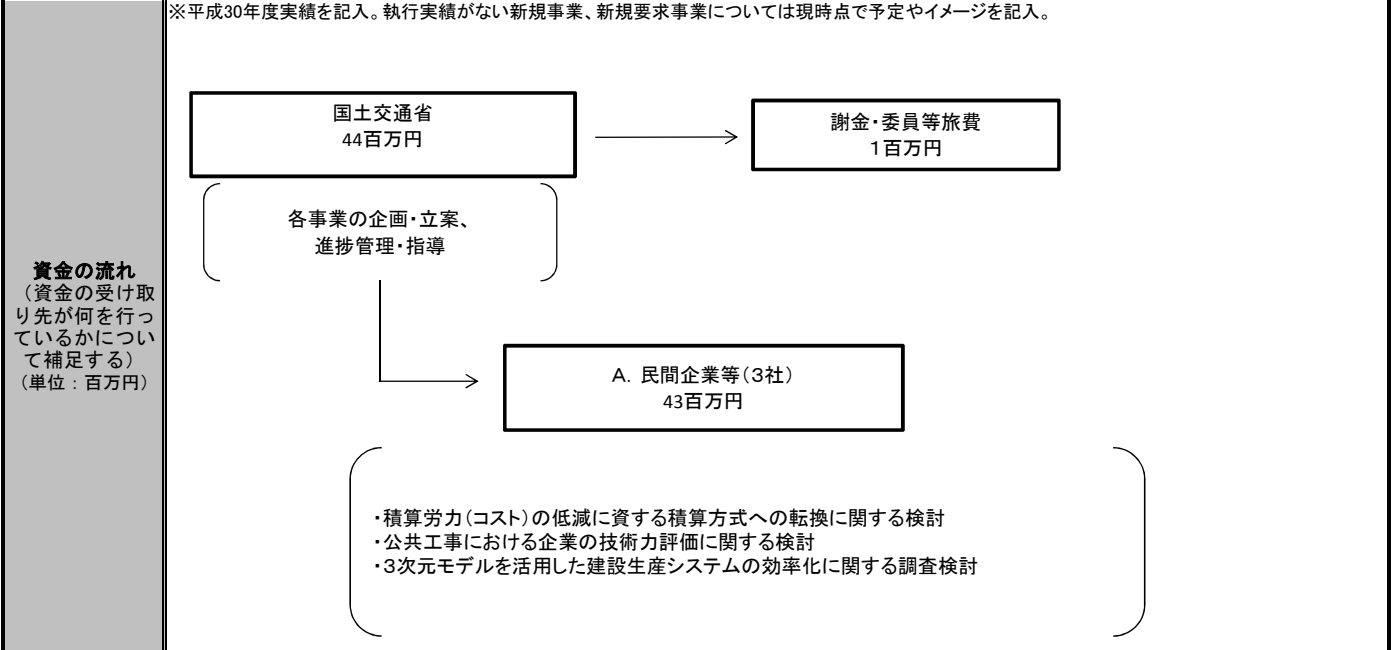 ※平成30年度実績を記入。執行実績がない新規事業、新規要求事業については現時点で予定やイメージを記入。
国土交通省
44百万円
謝金・委員等旅費
1百万円
各事業の企画・立案、
進捗管理・指導
資金の流れ
（資金の受け取
り先が何を行っ
ているかについ
て補足する）
（単位：百万円）
A．民間企業等（３社）
43百万円
・積算労力（コスト）の低減に資する積算方式への転換に関する検討
・公共工事における企業の技術力評価に関する検討
・３次元モデルを活用した建設生産システムの効率化に関する調査検討